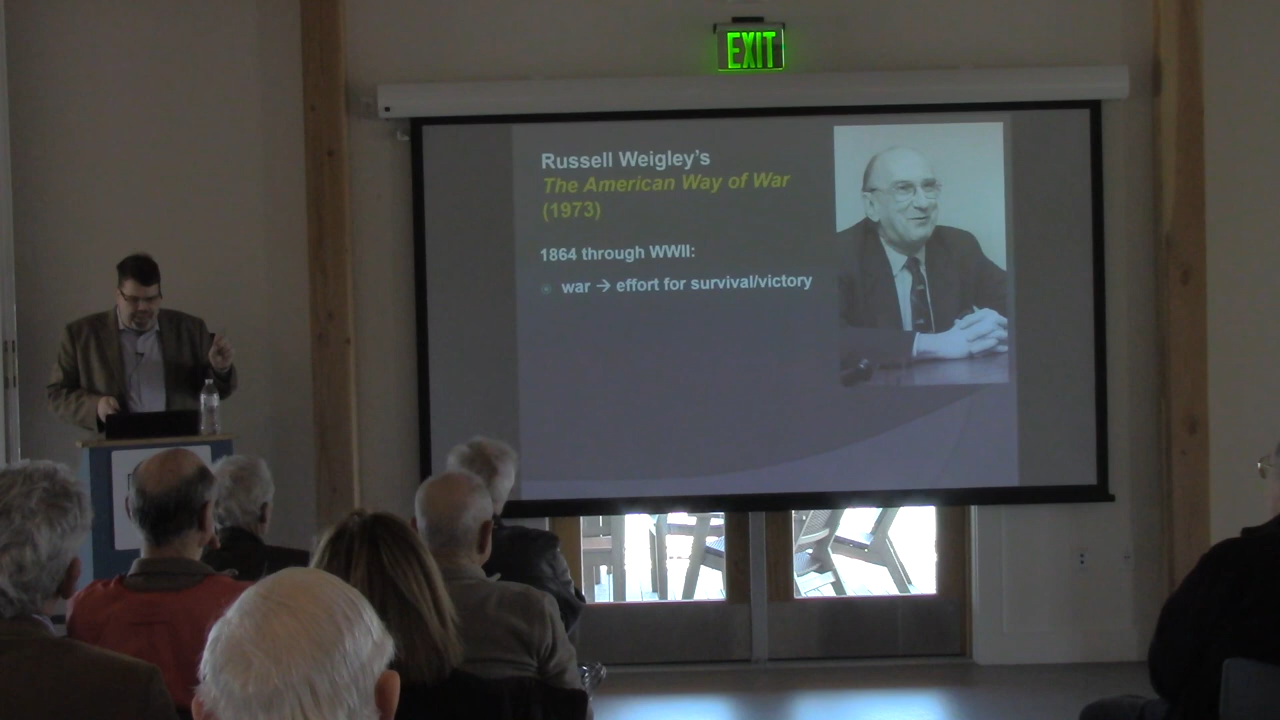 EXIT
Russell Weigley's
The American Way of War
(1973)
1864 through WWII:
war → effort for survival/victory